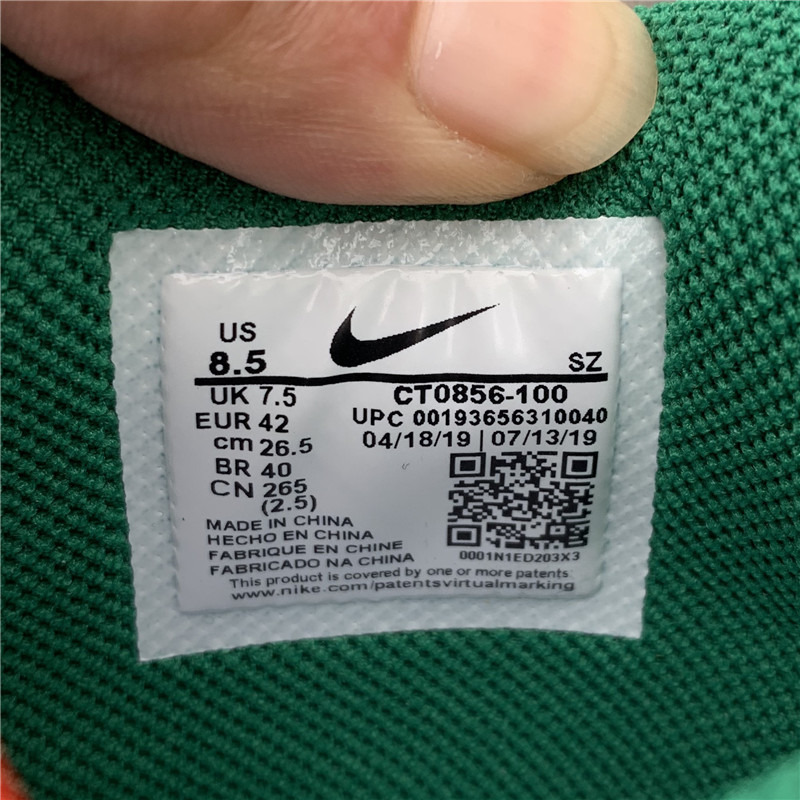 US
8.5 SZ
UK 7.5 CT0856-100
EUR 42 UPC 00193656310040
cm 26.5 04/18/19 | 07/13/19
BR 40
CN 265
(2.5)
MADE IN CHINA
HECHO EN CHINA
FABRIQUE EN CHINE
FABRICADO NA CHINA
0001N1ED203X3
This product is covered by one or more patents
www.nike.com/patentsvirtualmarking